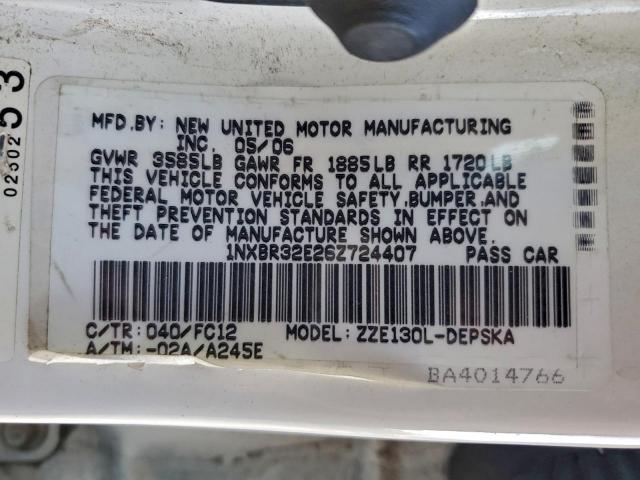 MFD.BY: NEW UNITED MOTOR MANUFACTURING
INC. 05/06
GVWR 3585LB GAWR FR 1885LB RR 1720LB
THIS VEHICLE CONFORMS TO ALL APPLICABLE
FEDERAL MOTOR VEHICLE SAFETY,BUMPER,AND
THEFT PREVENTION STANDARDS IN EFFECT ON
THE DATE OF MANUFACTURE SHOWN ABOVE.
1NXBR32E26Z724407 PASS CAR
C/TR: 040/FC12 MODEL: ZZE130L-DEPSKA
A/TM: -02A/A245E
BA4014766
02502
53